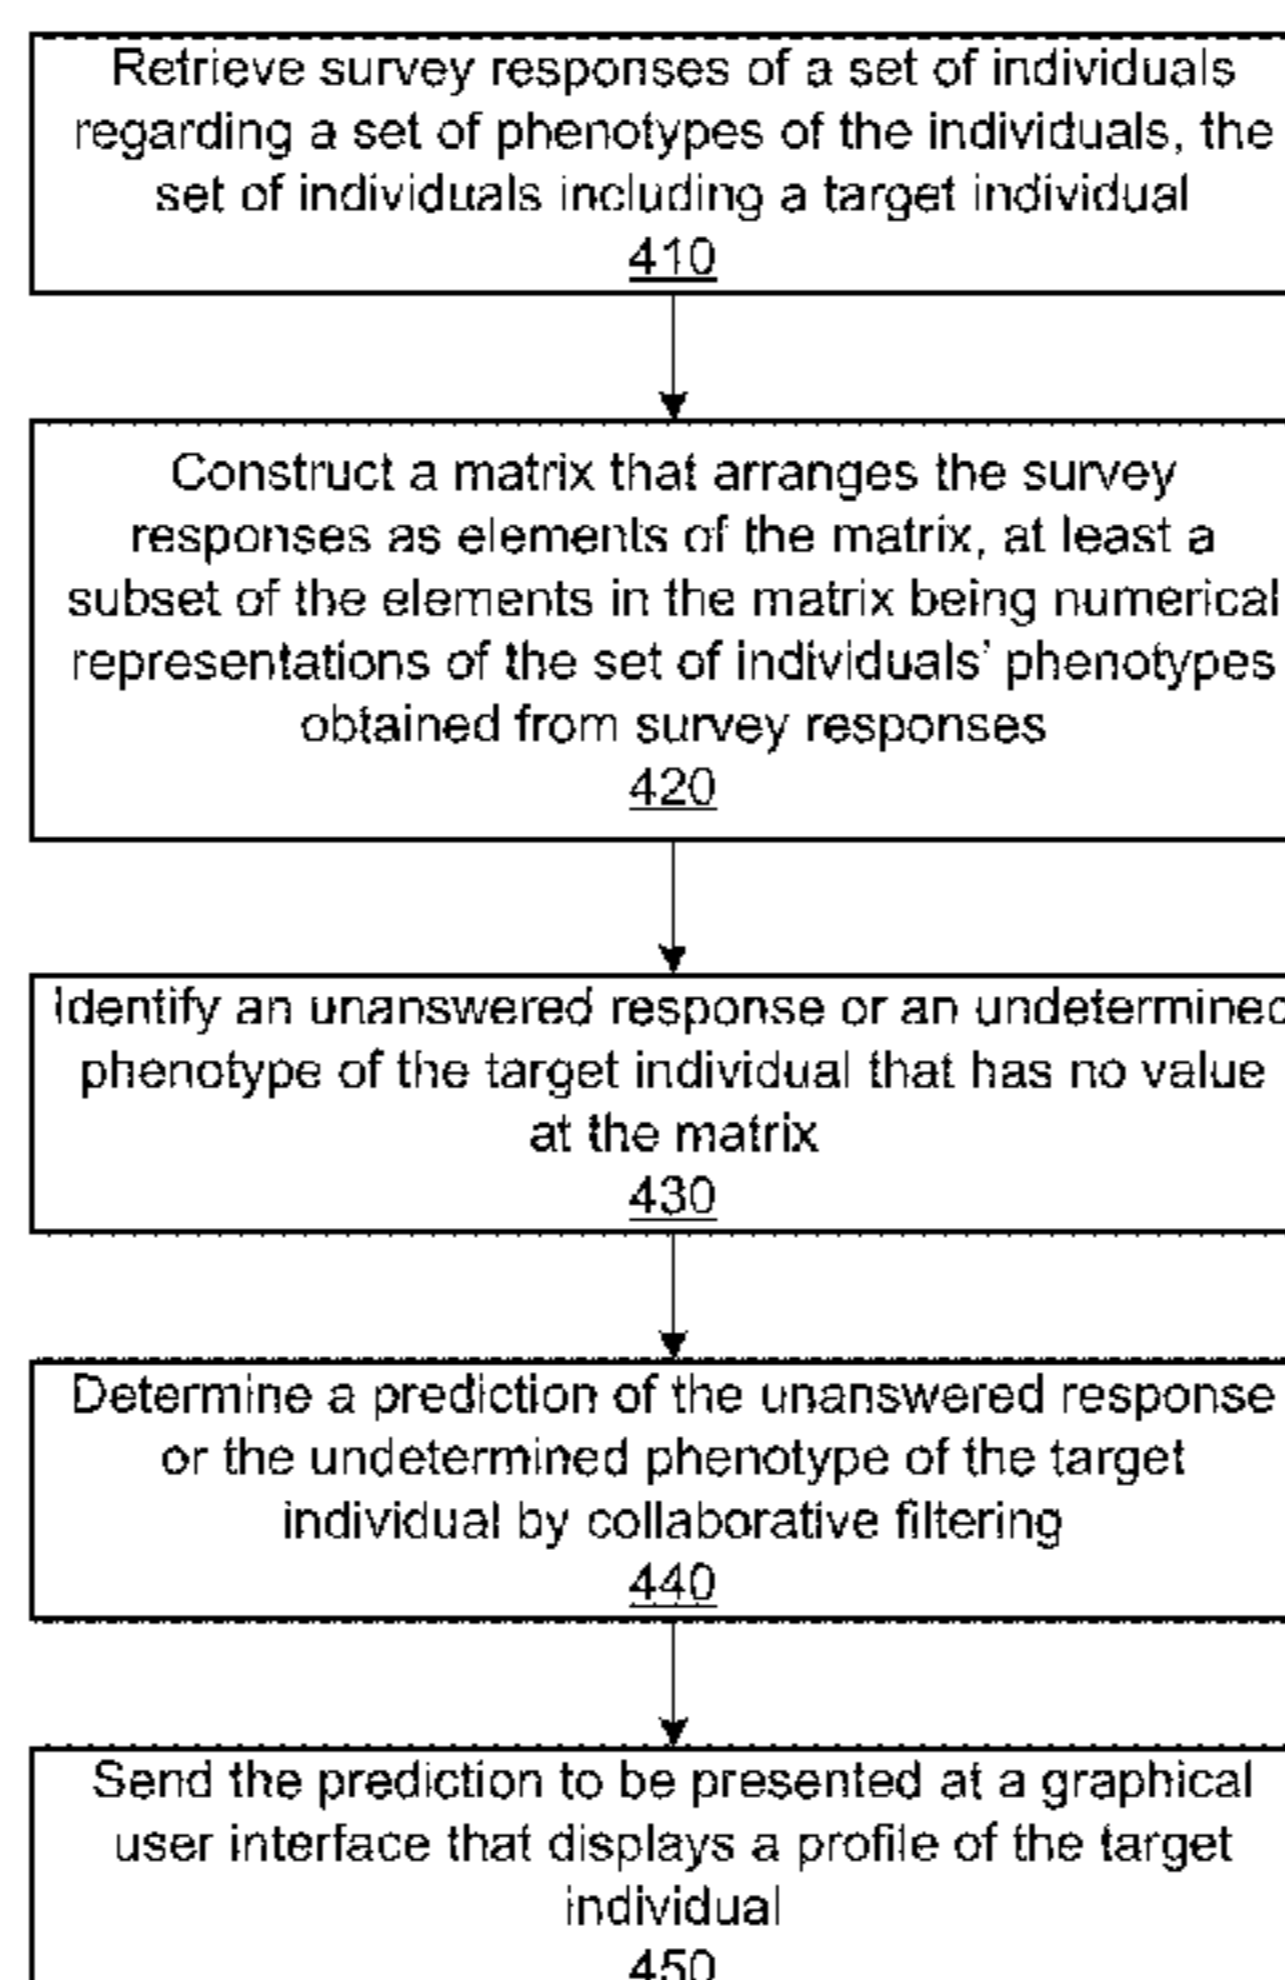 Retrieve survey responses of a set of individuals
regarding a set of phenotypes of the individuals, the
set of individuals including a target individual
410
Construct a matrix that arranges the survey
responses as elements of the matrix, at least a
subset of the elements in the matrix being numerical
representations of the set of individuals’ phenotypes
obtained from survey responses
420
Identify an unanswered response or an undetermined
phenotype of the target individual that has no value
at the matrix
430
Determine a prediction of the unanswered response
or the undetermined phenotype of the target
individual by collaborative filtering
440
Send the prediction to be presented at a graphical
user interface that displays a profile of the target
individual
450